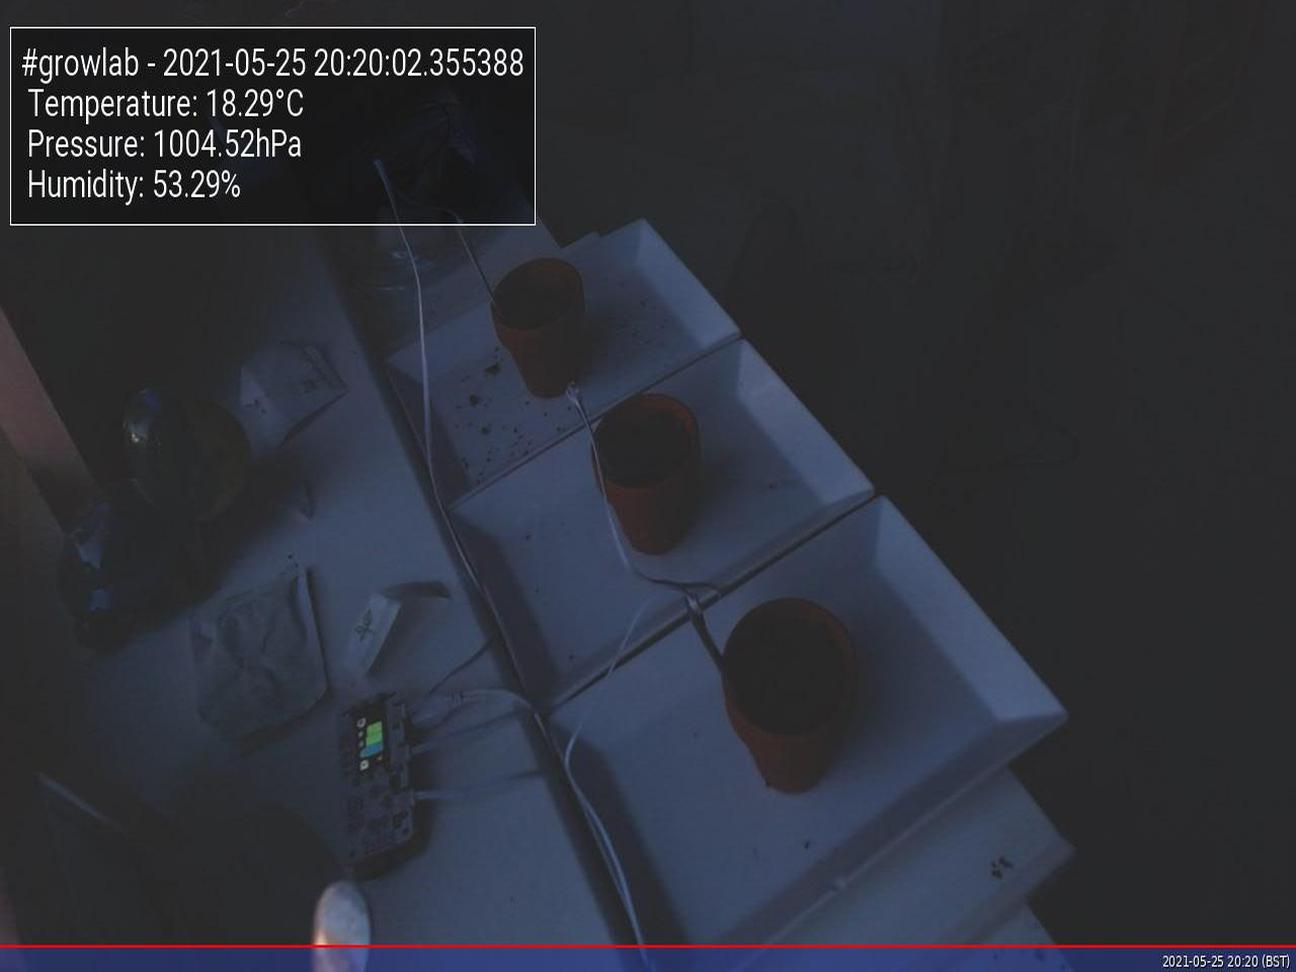 #growlab - 2021-05-25 20:20:02.355388
Temperature: 18.29°C
Pressure: 1004.52hPa
Humidity: 53.29%
2021-05-25 20:20 (BST)